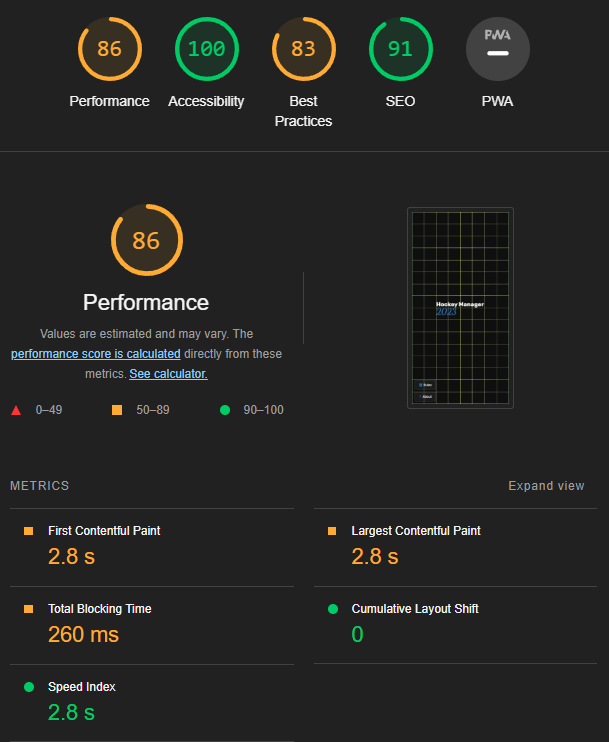 86
100
83
91
PWA
Performance
Accessibility
Best
Practices
SEO
PWA
86
Performance
Values are estimated and may vary. The
performance score is calculated directly from these
metrics. See calculator.
0–49
50–89
90–100
Hockey Manager
2023
Enter
About
METRICS
Expand view
First Contentful Paint
2.8 s
Largest Contentful Paint
2.8 s
Total Blocking Time
260 ms
Cumulative Layout Shift
0
Speed Index
2.8 s